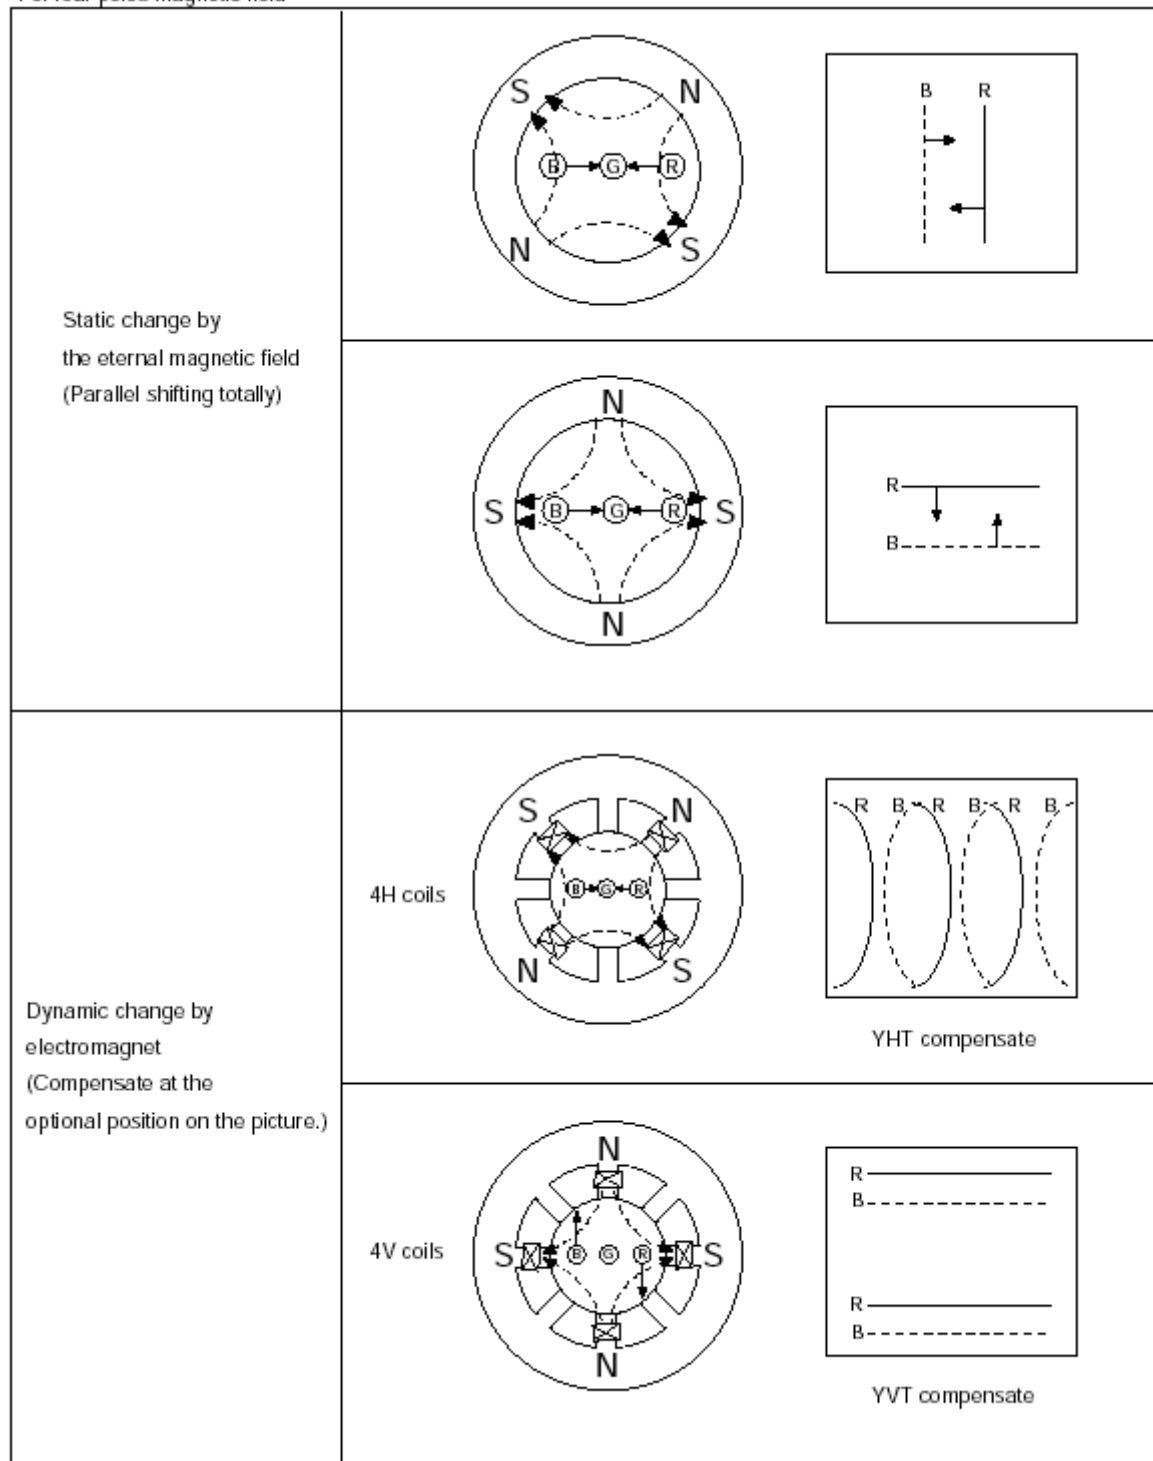 Static change by
the eternal magnetic field
(Parallel shifting totally)
S N
B G R
N S
B R
N
S B G R S
N
R
B
Dynamic change by
electromagnet
(Compensate at the
optional position on the picture.)
4H coils
S N
B G R
N S
R B R B R B
YHT compensate
4V coils
N
S B G R S
N
R
B
R
B
YVT compensate